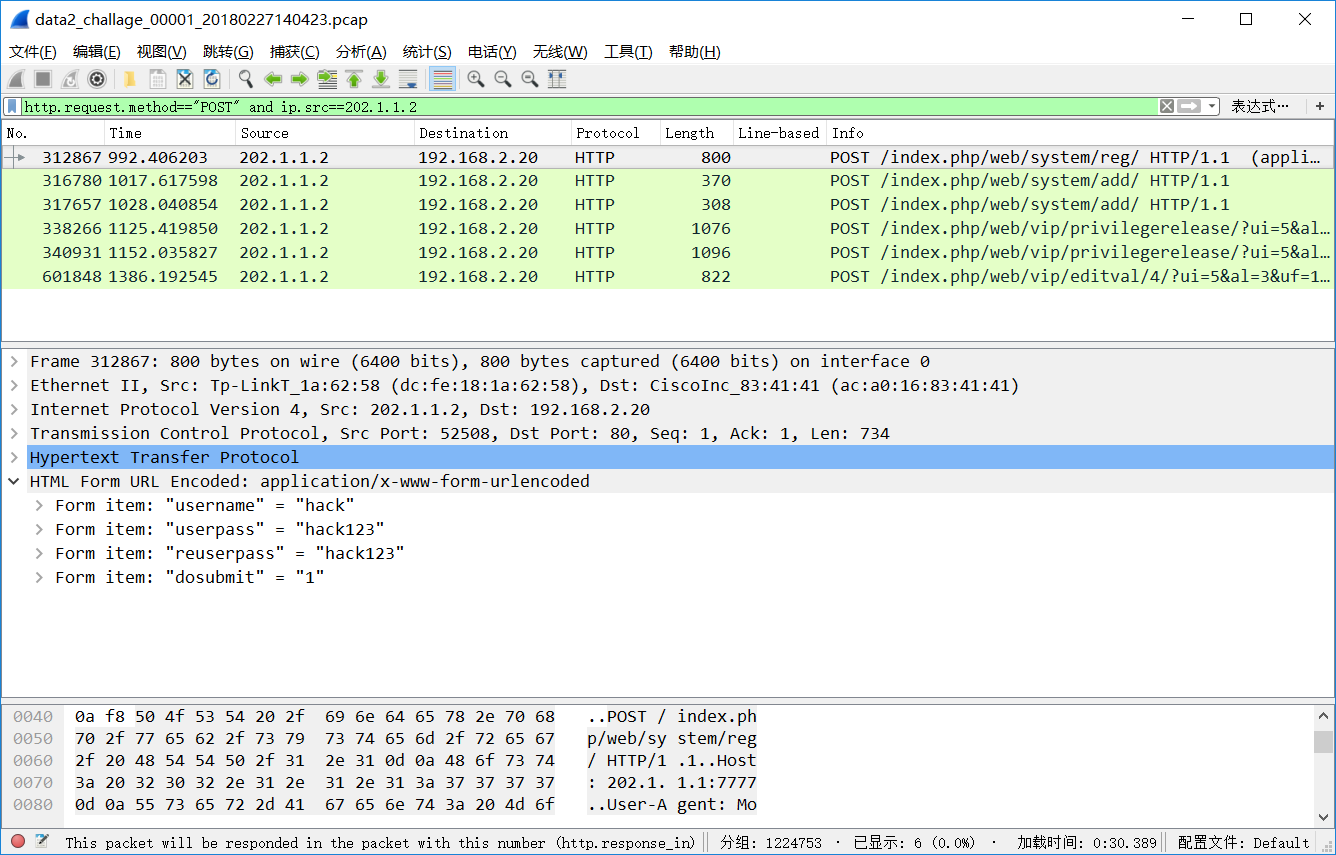 data2_challage_00001_20180227140423.pcap
文件(F) 编辑(E) 视图(V) 跳转(G) 捕获(C) 分析(A) 统计(S) 电话(Y) 无线(W) 工具(T) 帮助(H)
http.request.method=="POST" and ip.src==202.1.1.2 表达式… +
No. Time Source Destination Protocol Length Line-based Info
312867 992.406203 202.1.1.2 192.168.2.20 HTTP 800 POST /index.php/web/system/reg/ HTTP/1.1 (appli…
316780 1017.617598 202.1.1.2 192.168.2.20 HTTP 370 POST /index.php/web/system/add/ HTTP/1.1
317657 1028.040854 202.1.1.2 192.168.2.20 HTTP 308 POST /index.php/web/system/add/ HTTP/1.1
338266 1125.419850 202.1.1.2 192.168.2.20 HTTP 1076 POST /index.php/web/vip/privilegerelease/?ui=5&al…
340931 1152.035827 202.1.1.2 192.168.2.20 HTTP 1096 POST /index.php/web/vip/privilegerelease/?ui=5&al…
601848 1386.192545 202.1.1.2 192.168.2.20 HTTP 822 POST /index.php/web/vip/editval/4/?ui=5&al=3&uf=1…
Frame 312867: 800 bytes on wire (6400 bits), 800 bytes captured (6400 bits) on interface 0
Ethernet II, Src: Tp-LinkT_1a:62:58 (dc:fe:18:1a:62:58), Dst: CiscoInc_83:41:41 (ac:a0:16:83:41:41)
Internet Protocol Version 4, Src: 202.1.1.2, Dst: 192.168.2.20
Transmission Control Protocol, Src Port: 52508, Dst Port: 80, Seq: 1, Ack: 1, Len: 734
Hypertext Transfer Protocol
HTML Form URL Encoded: application/x-www-form-urlencoded
Form item: "username" = "hack"
Form item: "userpass" = "hack123"
Form item: "reuserpass" = "hack123"
Form item: "dosubmit" = "1"
0040 0a f8 50 4f 53 54 20 2f 69 6e 64 65 78 2e 70 68 ..POST / index.ph
0050 70 2f 77 65 62 2f 73 79 73 74 65 6d 2f 72 65 67 p/web/sy stem/reg
0060 2f 20 48 54 54 50 2f 31 2e 31 0d 0a 48 6f 73 74 / HTTP/1 .1..Host
0070 3a 20 32 30 32 2e 31 2e 31 2e 31 3a 37 37 37 37 : 202.1. 1.1:7777
0080 0d 0a 55 73 65 72 2d 41 67 65 6e 74 3a 20 4d 6f ..User-A gent: Mo
This packet will be responded in the packet with this number (http.response_in) 分组: 1224753 · 已显示: 6 (0.0%) · 加载时间: 0:30.389 配置文件: Default